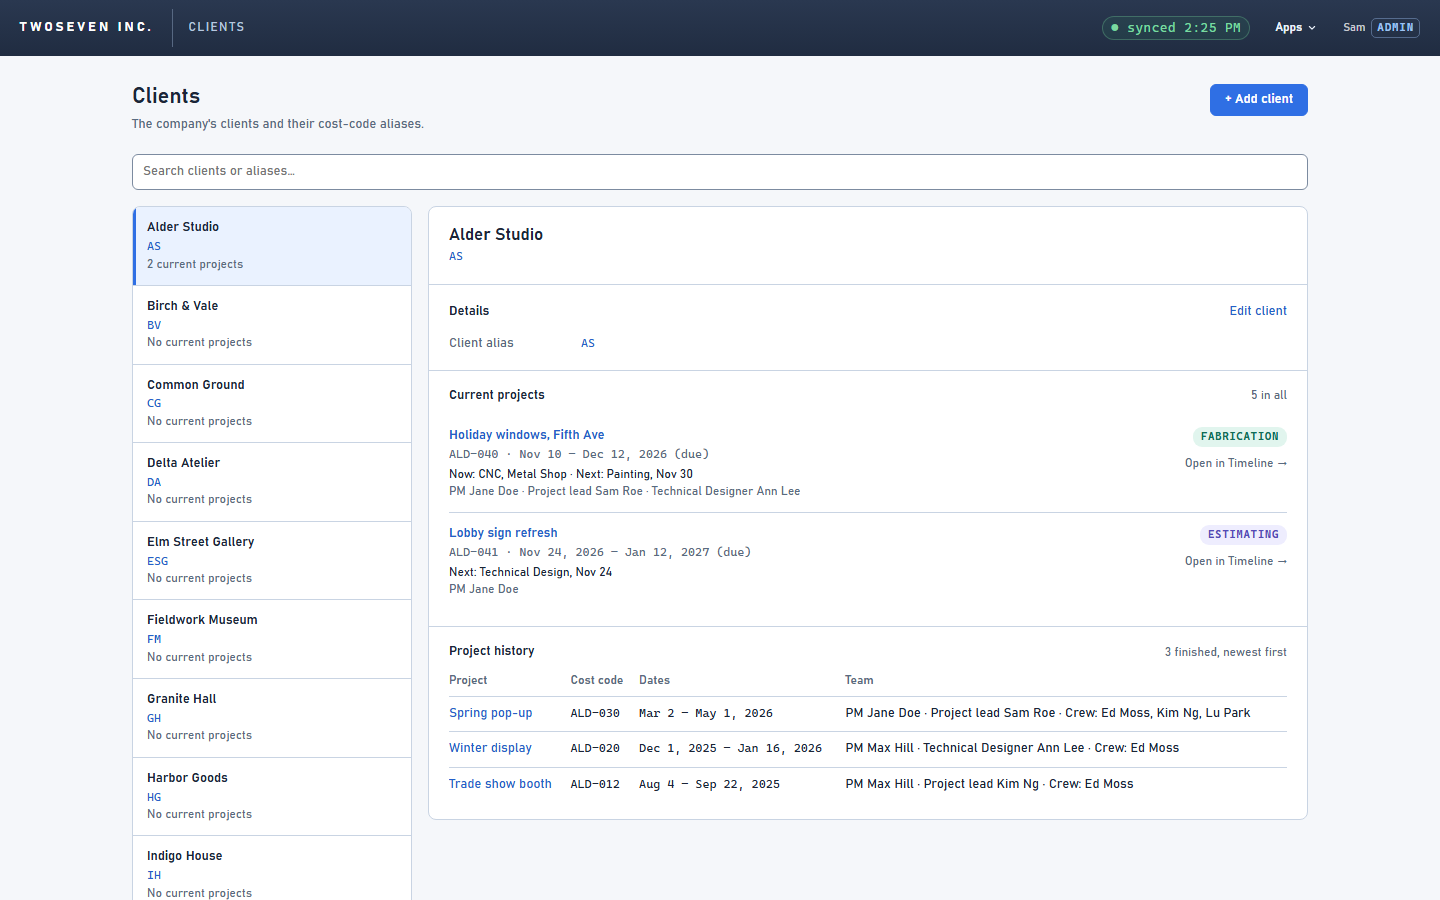 TWOSEVEN INC.
CLIENTS
synced 2:25 PM
Apps
Sam
ADMIN
Clients
+ Add client
The company's clients and their cost-code aliases.
Search clients or aliases…
Alder Studio
AS
2 current projects
Birch & Vale
BV
No current projects
Common Ground
CG
No current projects
Delta Atelier
DA
No current projects
Elm Street Gallery
ESG
No current projects
Fieldwork Museum
FM
No current projects
Granite Hall
GH
No current projects
Harbor Goods
HG
No current projects
Indigo House
IH
No current projects
Alder Studio
AS
Details
Edit client
Client alias AS
Current projects
5 in all
Holiday windows, Fifth Ave
FABRICATION
ALD-040 · Nov 10 – Dec 12, 2026 (due)
Open in Timeline →
Now: CNC, Metal Shop · Next: Painting, Nov 30
PM Jane Doe · Project lead Sam Roe · Technical Designer Ann Lee
Lobby sign refresh
ESTIMATING
ALD-041 · Nov 24, 2026 – Jan 12, 2027 (due)
Open in Timeline →
Next: Technical Design, Nov 24
PM Jane Doe
Project history
3 finished, newest first
Project Cost code Dates Team
Spring pop-up ALD-030 Mar 2 – May 1, 2026 PM Jane Doe · Project lead Sam Roe · Crew: Ed Moss, Kim Ng, Lu Park
Winter display ALD-020 Dec 1, 2025 – Jan 16, 2026 PM Max Hill · Technical Designer Ann Lee · Crew: Ed Moss
Trade show booth ALD-012 Aug 4 – Sep 22, 2025 PM Max Hill · Project lead Kim Ng · Crew: Ed Moss